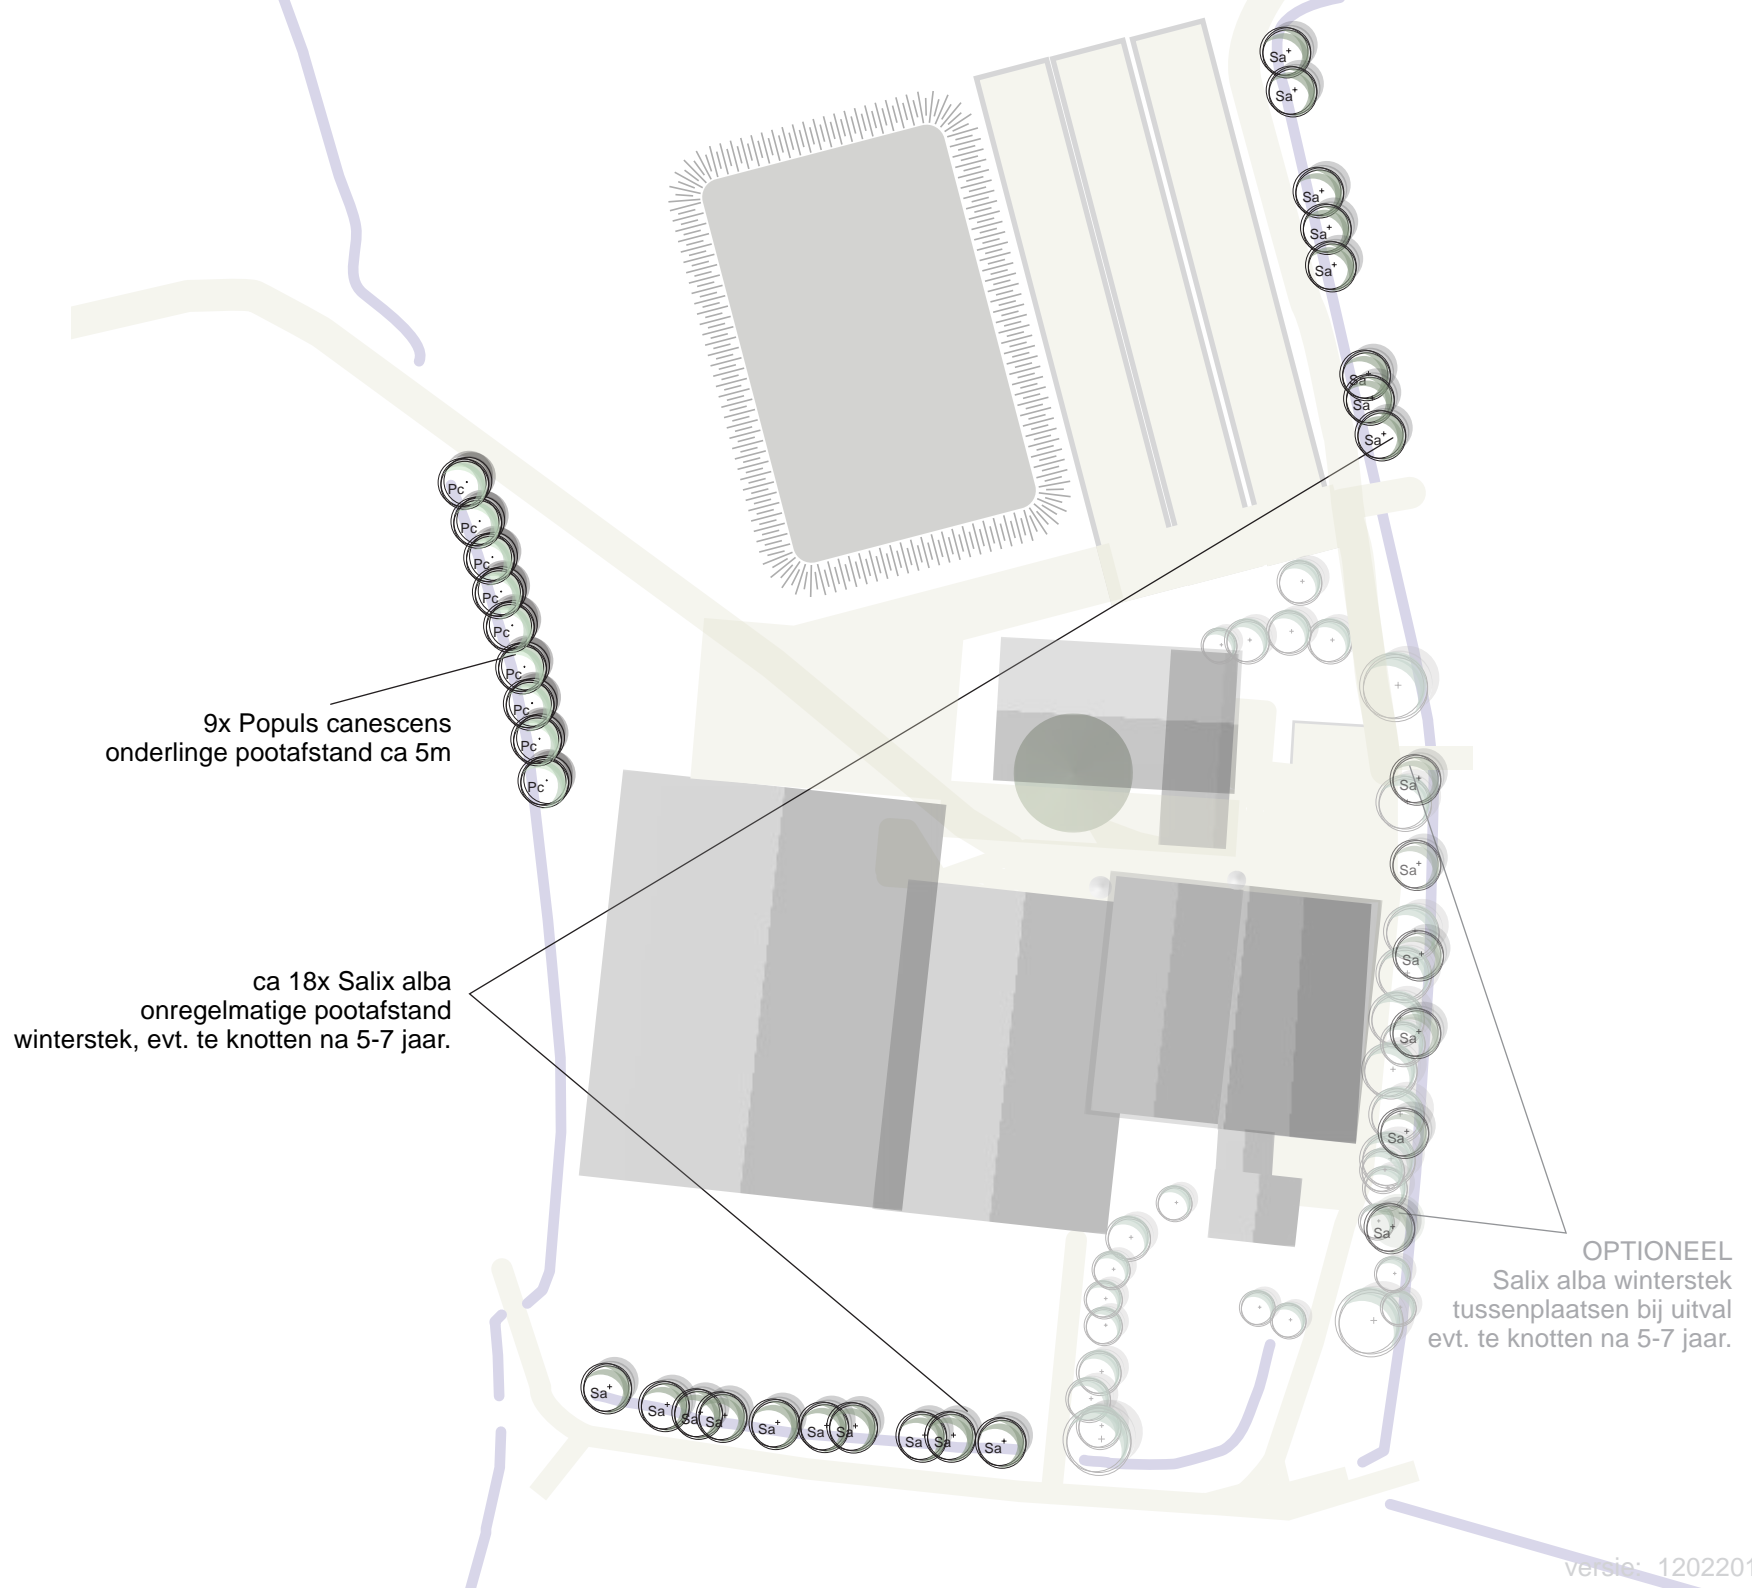 Sa
Sa
Sa
Sa
Sa
Sa
Sa
Sa
Pc
Pc
Pc
Pc
Pc
Pc
Pc
Pc
Pc
9x Populs canescens
onderlinge pootafstand ca 5m
Sa
Sa
Sa
Sa
Sa
Sa
ca 18x Salix alba
onregelmatige pootafstand
winterstek, evt. te knotten na 5-7 jaar.
OPTIONEEL
Salix alba winterstek
tussenplaatsen bij uitval
evt. te knotten na 5-7 jaar.
Sa
Sa
Sa
Sa
Sa
Sa
Sa
Sa
Sa
Sa
versie: 1202201